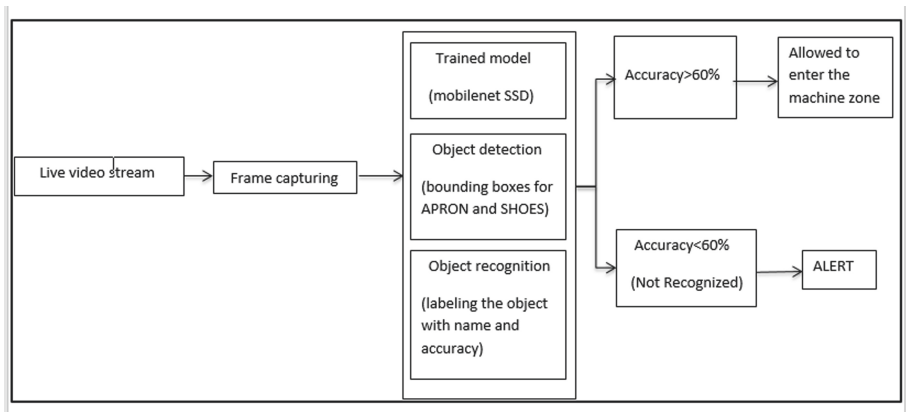 Live video stream
Frame capturing
Trained model
(mobilenet SSD)
Object detection
(bounding boxes for
APRON and SHOES)
Object recognition
(labeling the object
with name and
accuracy)
Accuracy>60%
Allowed to
enter the
machine zone
Accuracy<60%
(Not Recognized)
ALERT